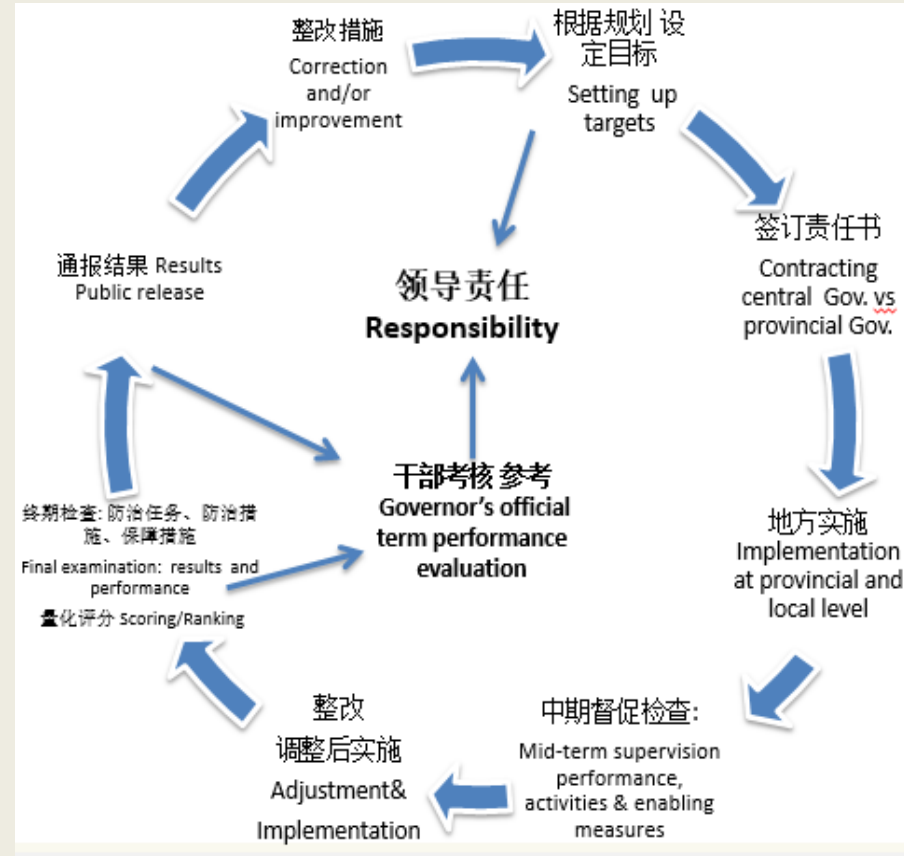 整改措施
Correction
and/or
improvement
根据规划 设
定目标
Setting up
targets
签订责任书
Contracting
central Gov. vs
provincial Gov.
地方实施
Implementation
at provincial and
local level
中期督促检查:
Mid-term supervision
performance,
activities & enabling
measures
整改
调整后实施
Adjustment&
Implementation
终期检查: 防治任务、防治措
施、保障措施
Final examination: results and
performance
量化评分 Scoring/Ranking
通报结果 Results
Public release
领导责任
Responsibility
干部考核 参考
Governor's official
term performance
evaluation